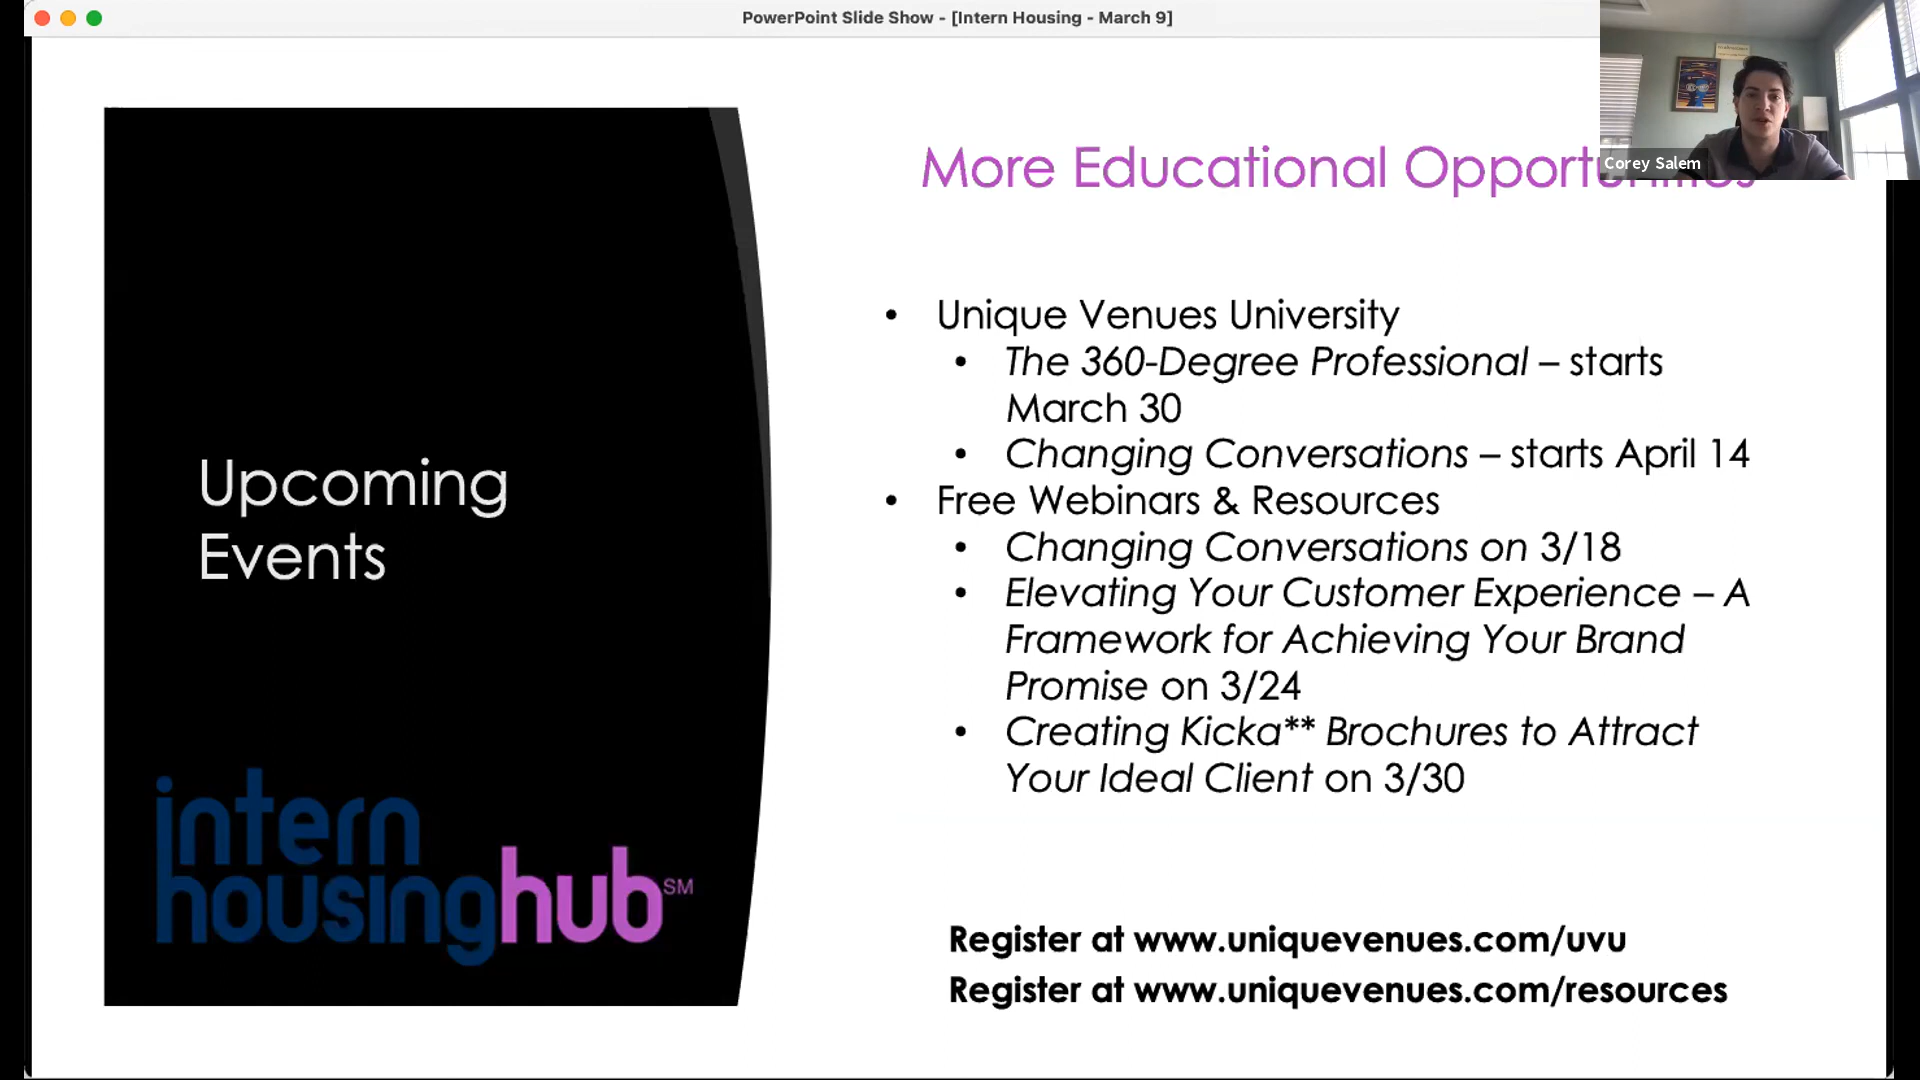 PowerPoint Slide Show - [Intern Housing - March 9]
Corey Salem
More Educational Opportunities
Upcoming
Events
intern
housinghub SM
• Unique Venues University
• The 360-Degree Professional – starts
March 30
• Changing Conversations – starts April 14
• Free Webinars & Resources
• Changing Conversations on 3/18
• Elevating Your Customer Experience – A
Framework for Achieving Your Brand
Promise on 3/24
• Creating Kicka** Brochures to Attract
Your Ideal Client on 3/30
Register at www.uniquevenues.com/uvu
Register at www.uniquevenues.com/resources